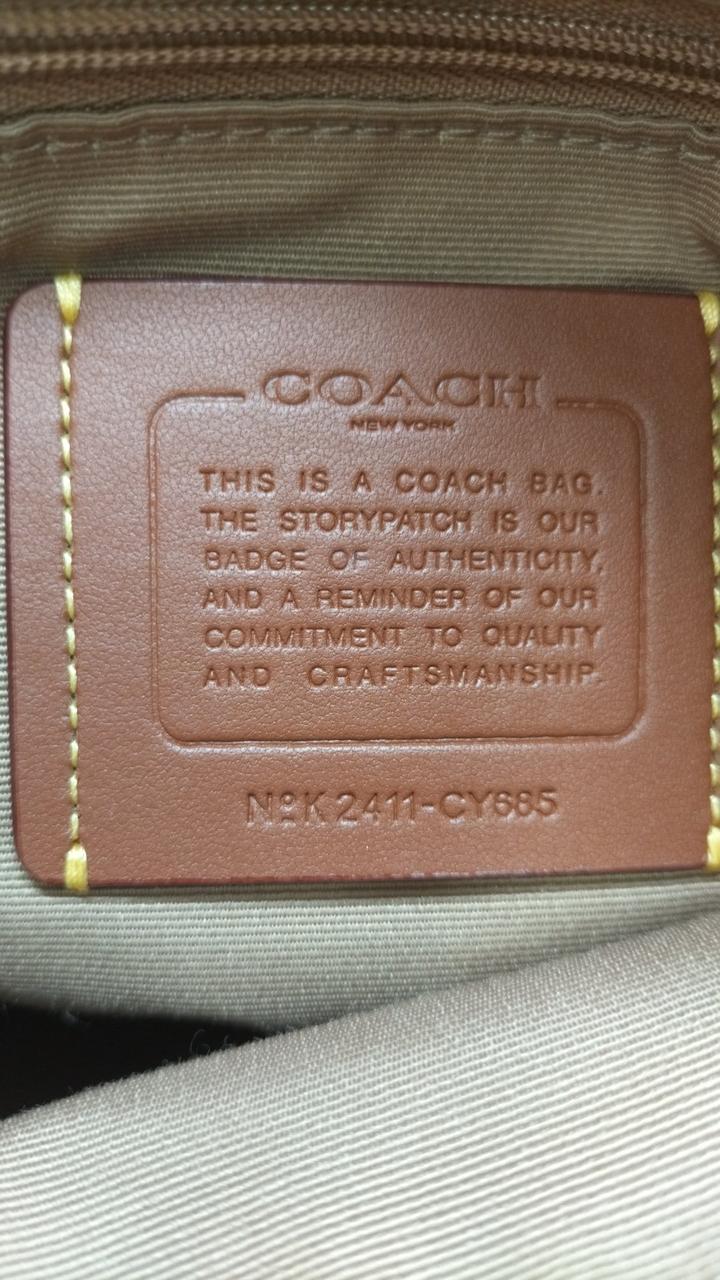 COACH
NEW YORK
THIS IS A COACH BAG.
THE STORYPATCH IS OUR
BADGE OF AUTHENTICITY,
AND A REMINDER OF OUR
COMMITMENT TO QUALITY
AND CRAFTSMANSHIP.
NºK2411-CY685